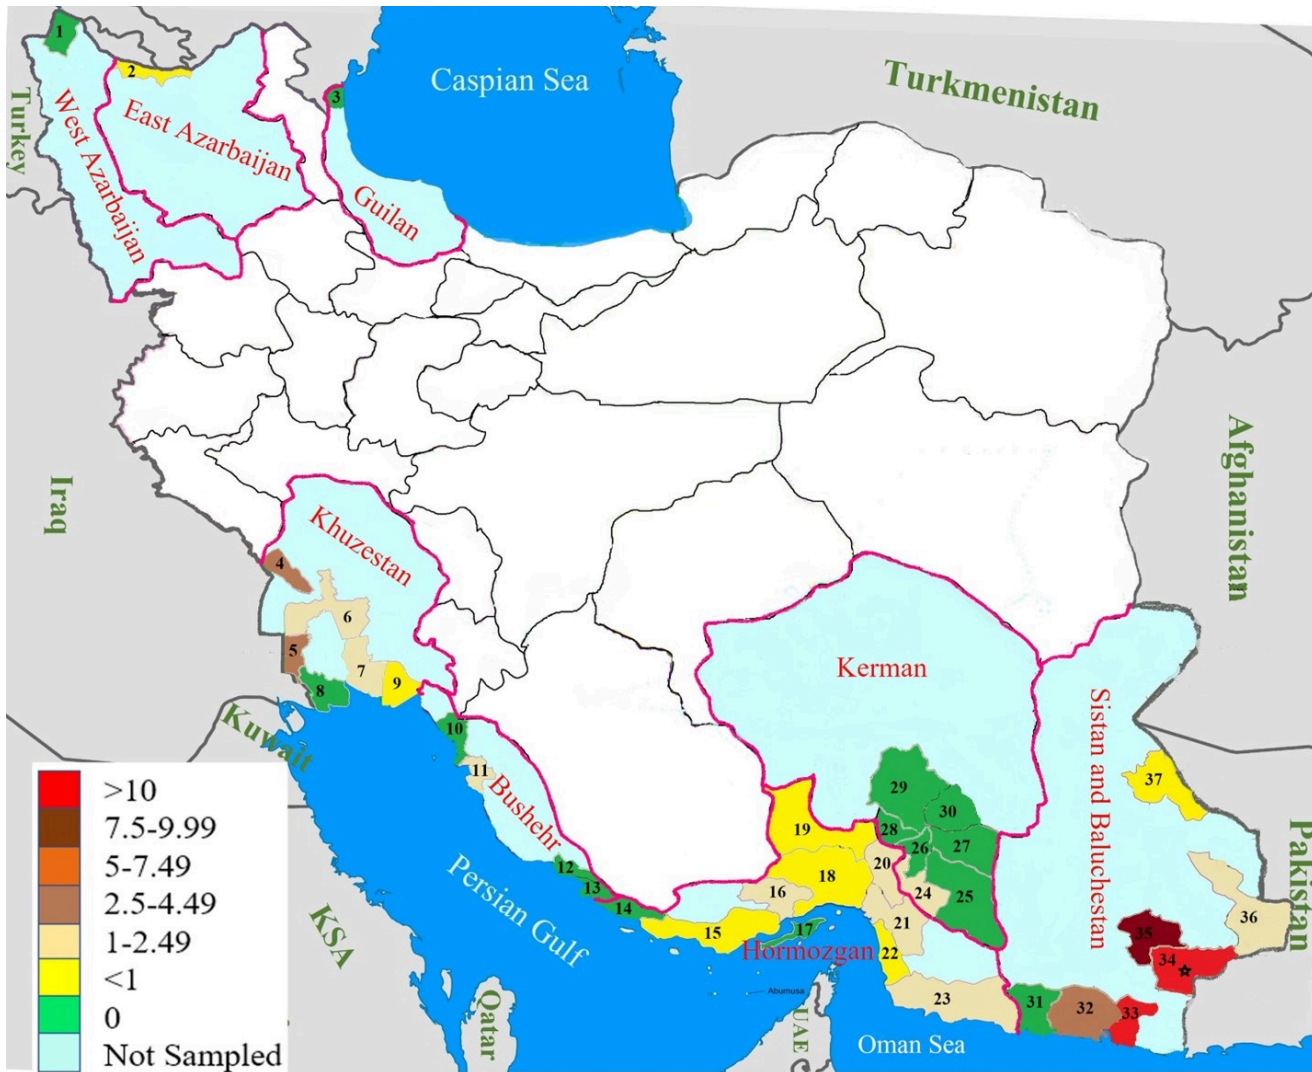 1
2
3
Caspian Sea
Turkmenistan
Turkey
West Azarbaijan
East Azarbaijan
Guilan
Iraq
Afghanistan
Khuzestan
4
6
5
7
8
9
Kuwait
10
11
Bushehr
12
13
14
Persian Gulf
KSA
Qatar
UAE
Abumusa
Kerman
Sistan and Baluchestan
Pakistan
37
29
30
19
28
26
27
20
18
16
24
25
15
17
21
Hormozgan
22
23
36
35
34
31
32
33
Oman Sea
>10
7.5-9.99
5-7.49
2.5-4.49
1-2.49
<1
0
Not Sampled